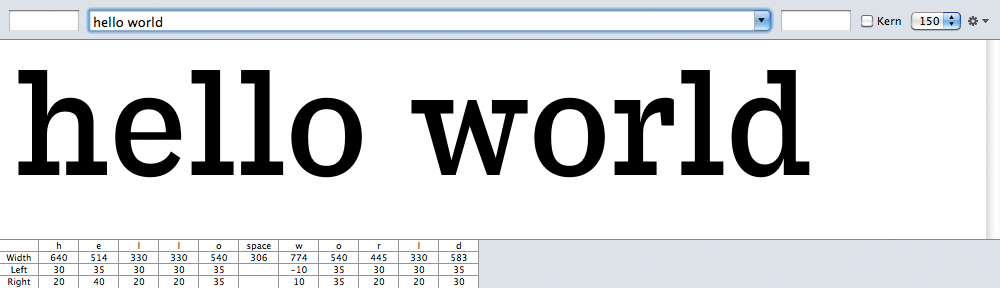 hello world Kern 150
hello world
h e l l o space w o r l d
Width 640 514 330 330 540 306 774 540 445 330 583
Left 30 35 30 30 35 -10 35 30 30 35
Right 20 40 20 20 35 10 35 20 20 30